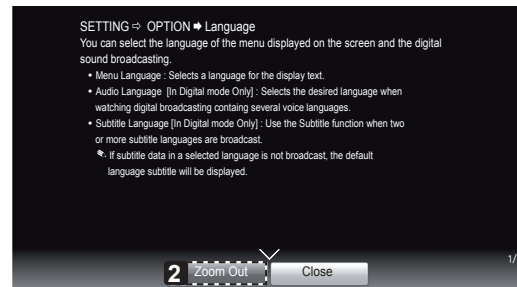 SETTING ⇨ OPTION ➡ Language
You can select the language of the menu displayed on the screen and the digital
sound broadcasting.
• Menu Language : Selects a language for the display text.
• Audio Language [In Digital mode Only] : Selects the desired language when
watching digital broadcasting containg several voice languages.
• Subtitle Language [In Digital mode Only] : Use the Subtitle function when two
or more subtitle languages are broadcast.
If subtitle data in a selected language is not broadcast, the default
language subtitle will be displayed.
1/
2 Zoom Out Close